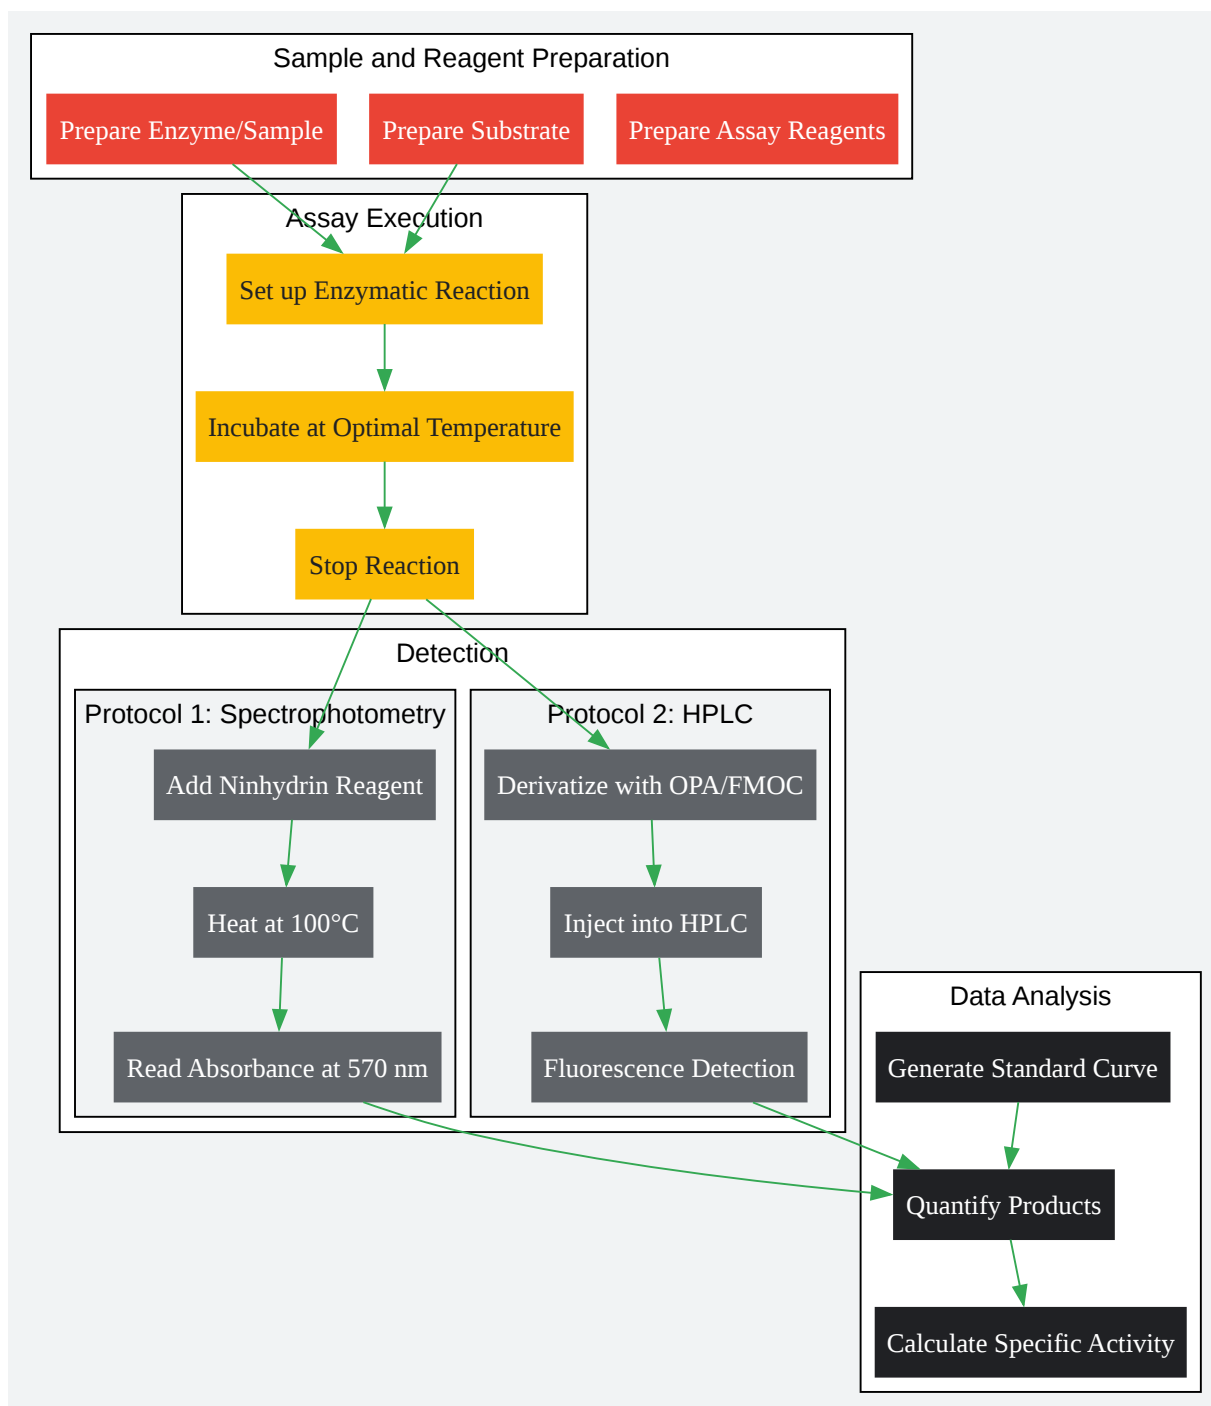 Sample and Reagent Preparation
Prepare Enzyme/Sample
Prepare Substrate
Prepare Assay Reagents
Assay Execution
Set up Enzymatic Reaction
Incubate at Optimal Temperature
Stop Reaction
Detection
Protocol 1: Spectrophotometry
Add Ninhydrin Reagent
Heat at 100°C
Read Absorbance at 570 nm
Protocol 2: HPLC
Derivatize with OPA/FMOC
Inject into HPLC
Fluorescence Detection
Data Analysis
Generate Standard Curve
Quantify Products
Calculate Specific Activity